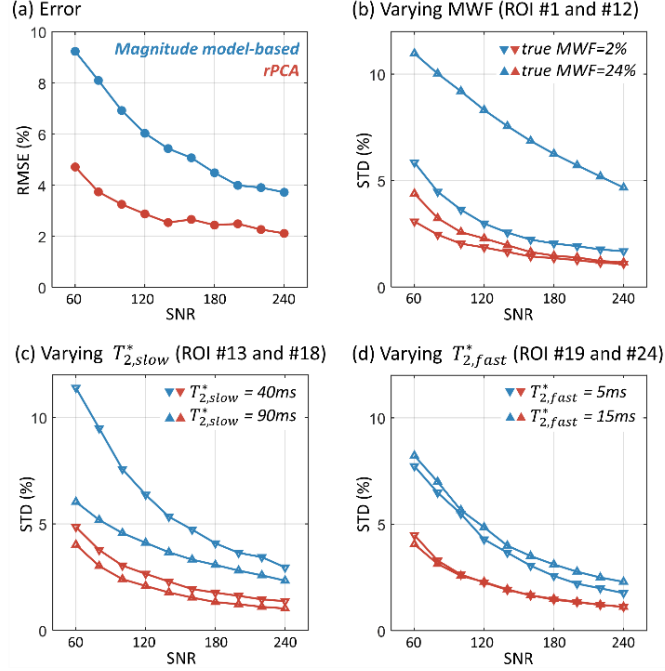 (a) Error
Magnitude model-based
rPCA
10
8
6
4
2
0
RMSE (%)
60 120 180 240
SNR
(b) Varying MWF (ROI #1 and #12)
true MWF=2%
true MWF=24%
10
5
0
STD (%)
60 120 180 240
SNR
(c) Varying T*2,slow (ROI #13 and #18)
T*2,slow = 40ms
T*2,slow = 90ms
10
5
0
STD (%)
60 120 180 240
SNR
(d) Varying T*2,fast (ROI #19 and #24)
T*2,fast = 5ms
T*2,fast = 15ms
10
5
0
STD (%)
60 120 180 240
SNR